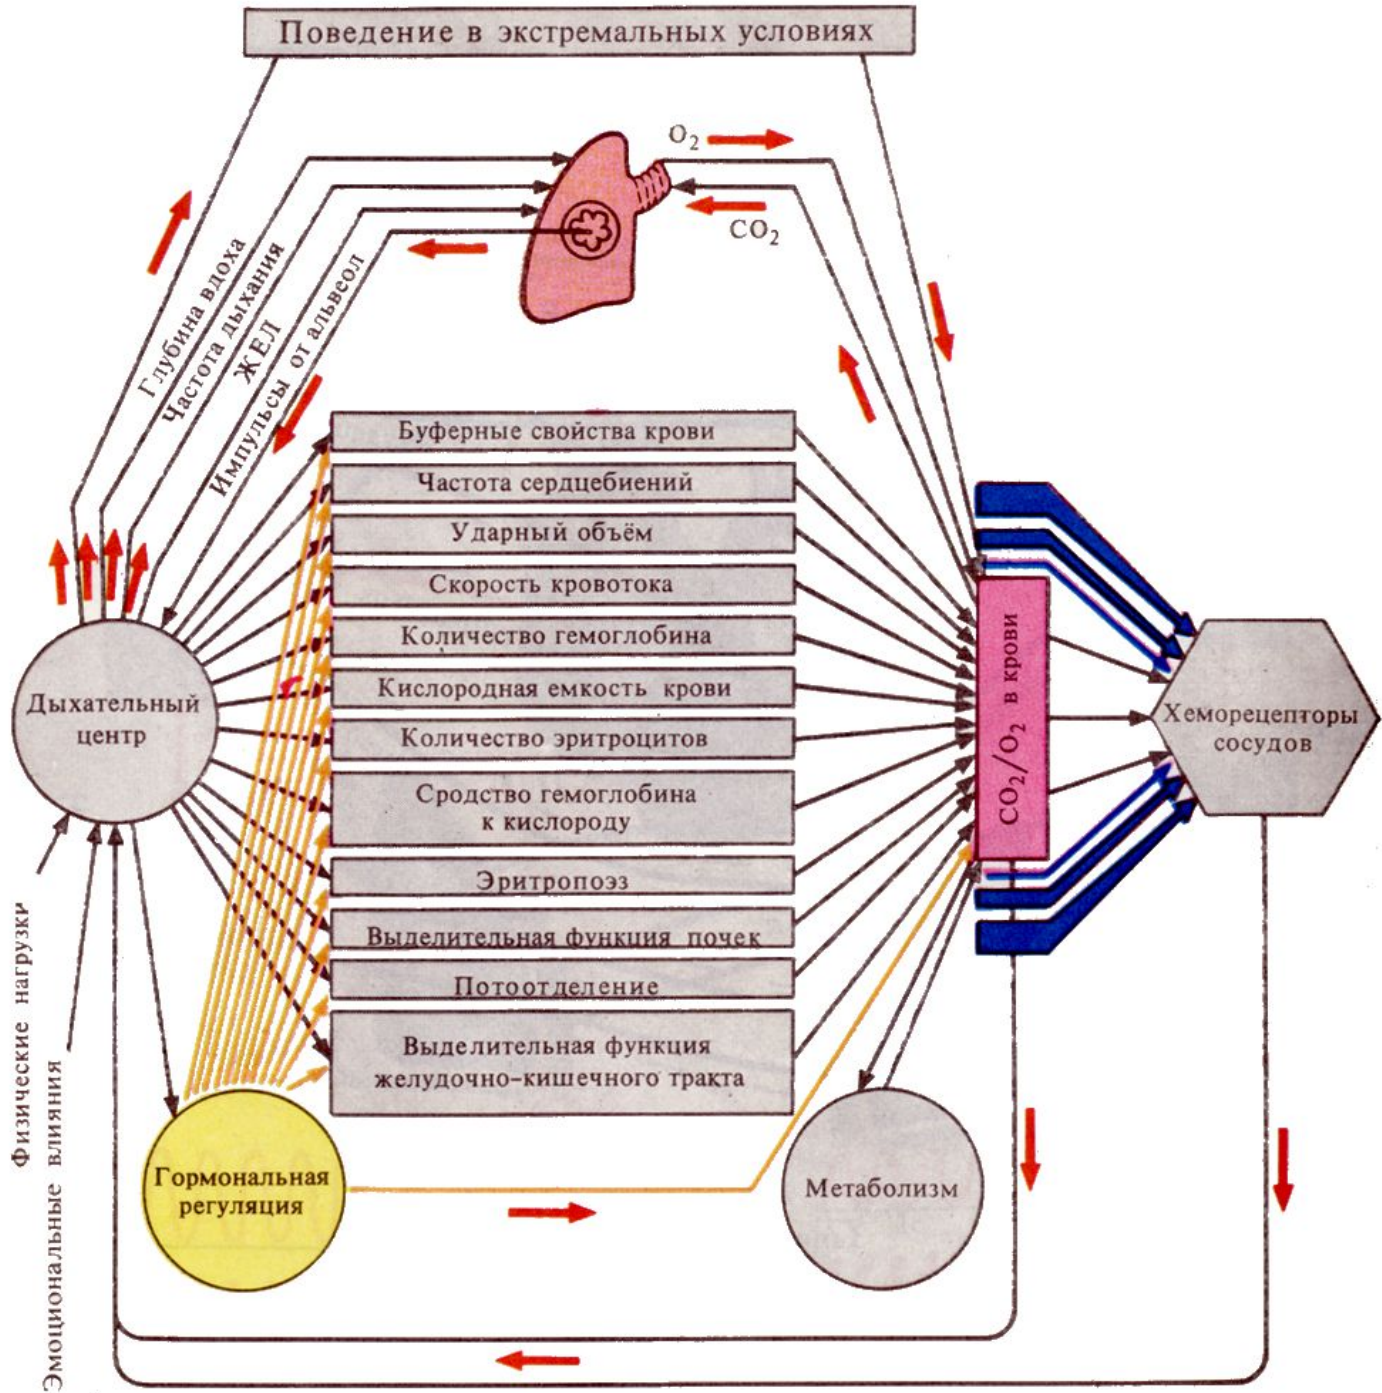 Поведение в экстремальных условиях
O₂
CO₂
Глубина вдоха
Частота дыхания
ЖЕЛ
Импульсы от альвеол
Буферные свойства крови
Частота сердцебиений
Ударный объём
Скорость кровотока
Количество гемоглобина
Кислородная емкость крови
Количество эритроцитов
Сродство гемоглобина
к кислороду
Эритропоэз
Выделительная функция почек
Потоотделение
Выделительная функция
желудочно-кишечного тракта
Дыхательный
центр
CO₂/O₂ в крови
Хеморецепторы
сосудов
Физические нагрузки
Эмоциональные влияния
Гормональная
регуляция
Метаболизм